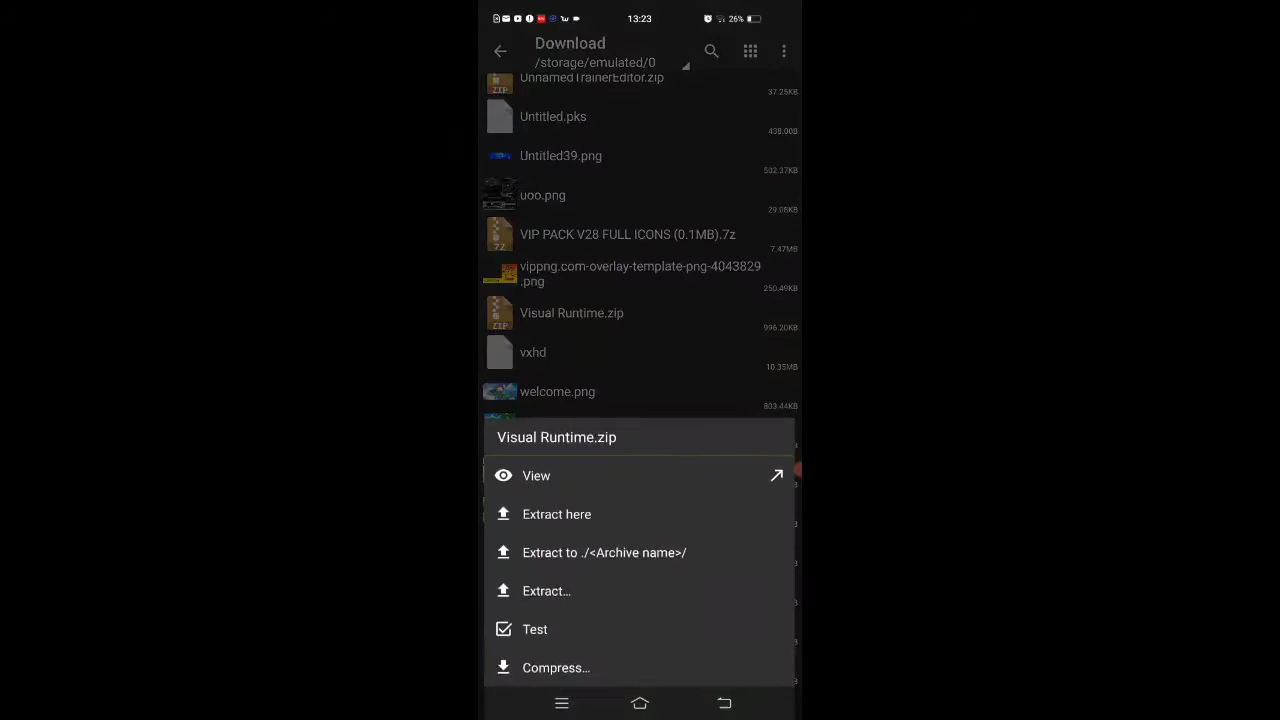 13:23
26%
Download
/storage/emulated/0
UnnamedTrainerEditor.zip
ZIP
37.25KB
Untitled.pks
438.00B
Untitled39.png
502.37KB
uoo.png
29.08KB
VIP PACK V28 FULL ICONS (0.1MB).7z
7Z
7.47MB
vippng.com-overlay-template-png-4043829
.png
250.49KB
Visual Runtime.zip
ZIP
996.20KB
vxhd
10.35MB
welcome.png
803.44KB
Visual Runtime.zip
View
Extract here
Extract to ./<Archive name>/
Extract…
Test
Compress…